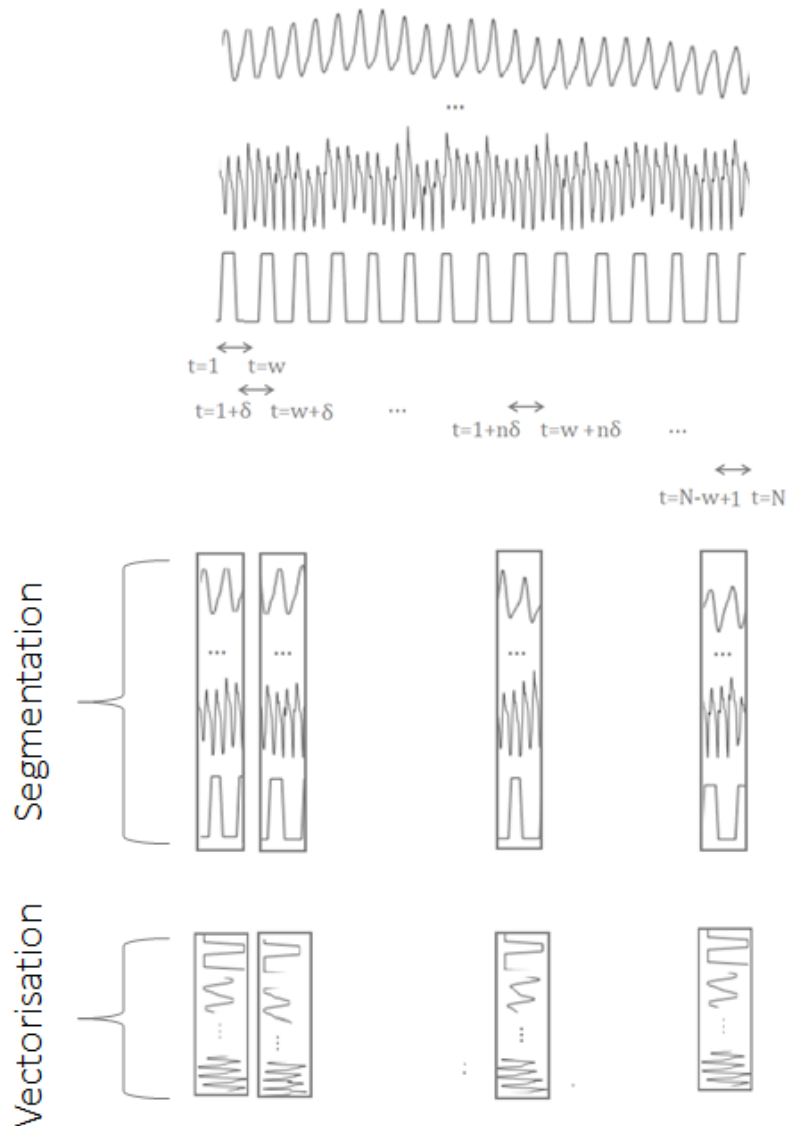 ...
t=1 t=w
t=1+δ t=w+δ ... t=1+nδ t=w+nδ ...
t=N-w+1 t=N
Segmentation
... ... ... ...
Vectorisation
... ... ... ...